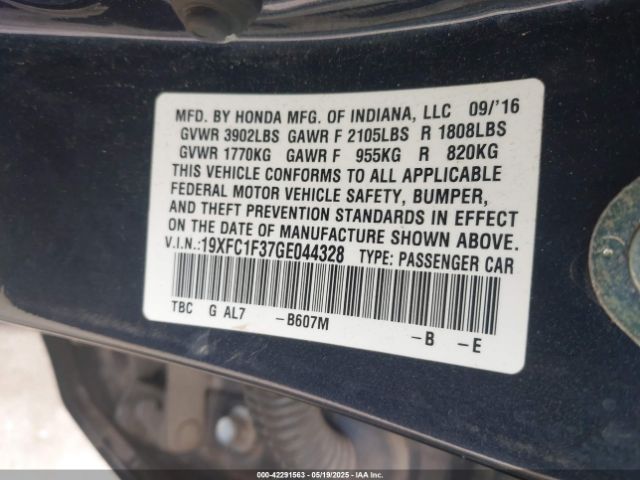 MFD. BY HONDA MFG. OF INDIANA, LLC 09/'16
GVWR 3902LBS GAWR F 2105LBS R 1808LBS
GVWR 1770KG GAWR F 955KG R 820KG
THIS VEHICLE CONFORMS TO ALL APPLICABLE
FEDERAL MOTOR VEHICLE SAFETY, BUMPER,
AND THEFT PREVENTION STANDARDS IN EFFECT
ON THE DATE OF MANUFACTURE SHOWN ABOVE.
V.I.N.:19XFC1F37GE044328 TYPE: PASSENGER CAR
TBC G AL7 -B607M -B -E
000-42291563 - 05/19/2025 - IAAI.COM